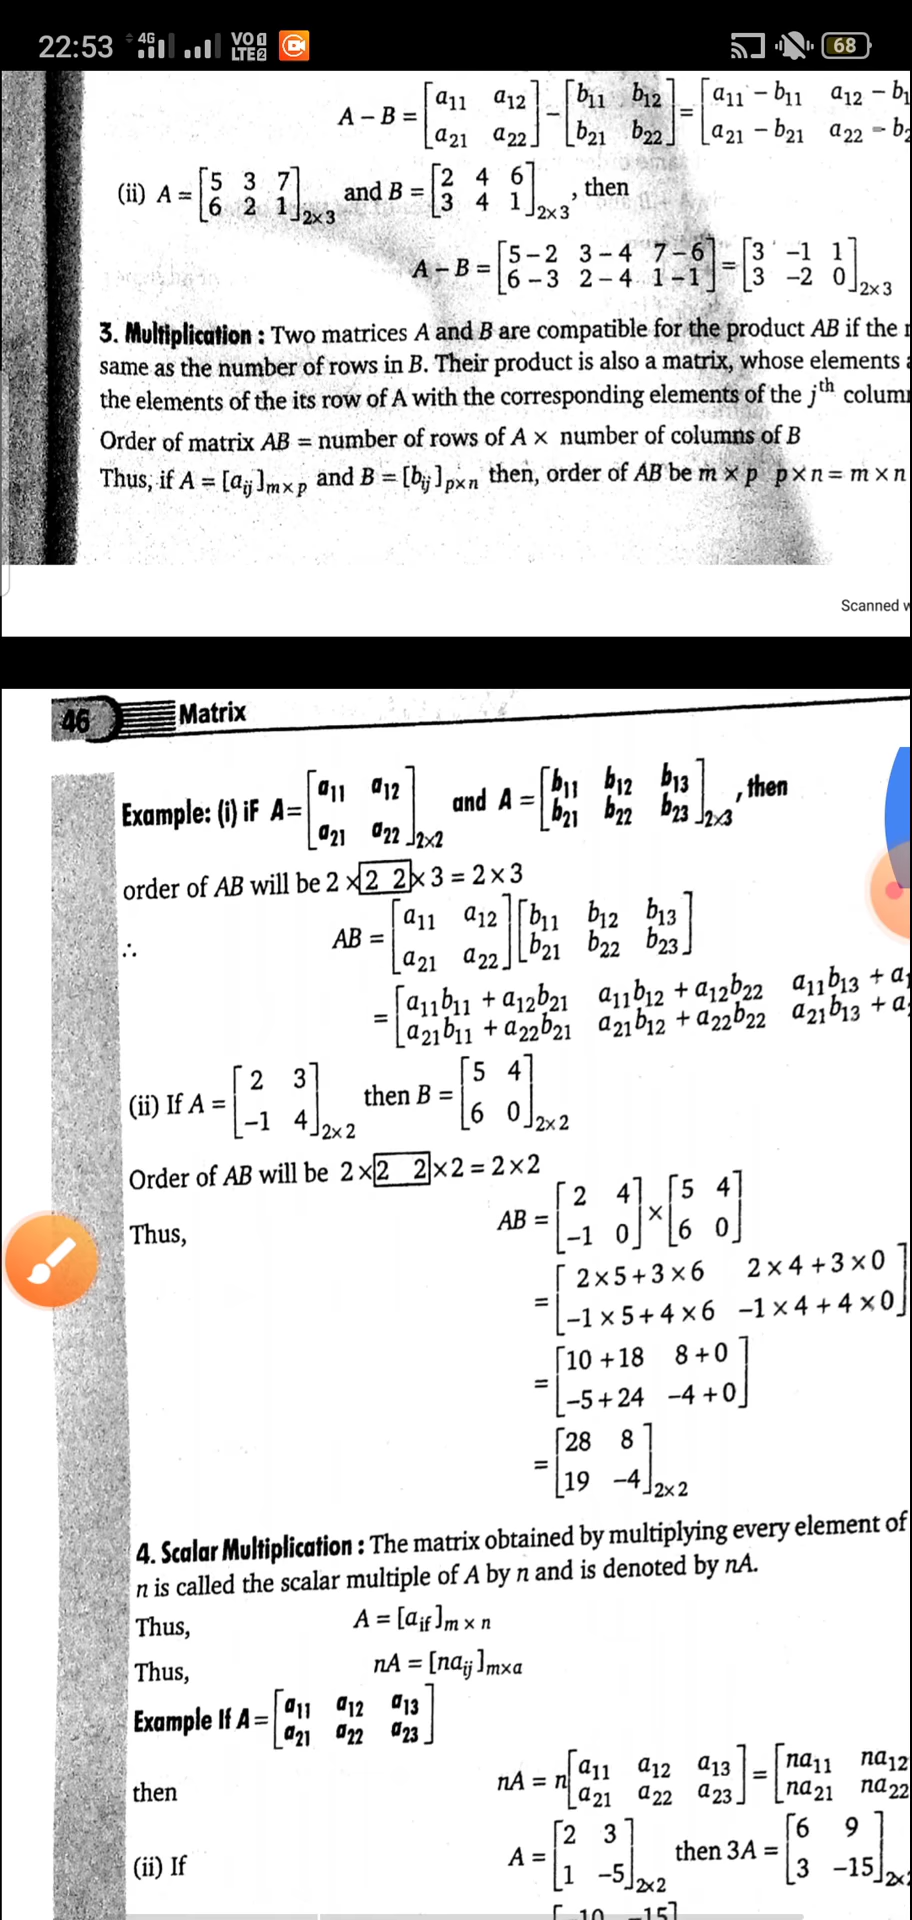 22:53 4G VO 1 LTE2 68
A − B = [a11 a12; a21 a22] − [b11 b12; b21 b22] = [a11 − b11 a12 − b; a21 − b21 a22 − b
(ii) A = [5 3 7; 6 2 1]2×3 and B = [2 4 6; 3 4 1]2×3, then
A − B = [5 − 2 3 − 4 7 − 6; 6 − 3 2 − 4 1 − 1] = [3 −1 1; 3 −2 0]2×3
3. Multiplication : Two matrices A and B are compatible for the product AB if the
same as the number of rows in B. Their product is also a matrix, whose elements
the elements of the its row of A with the corresponding elements of the jth colum
Order of matrix AB = number of rows of A × number of columns of B
Thus, if A = [aij]m×p and B = [bij]p×n then, order of AB be m × p p × n = m × n
Scanned
46 Matrix
Example: (i) iF A = [a11 a12; a21 a22]2×2 and A = [b11 b12 b13; b21 b22 b23]2×3, then
order of AB will be 2 × 2 2 × 3 = 2 × 3
∴ AB = [a11 a12; a21 a22] [b11 b12 b13; b21 b22 b23]
= [a11b11 + a12b21 a11b12 + a12b22 a11b13 + a; a21b11 + a22b21 a21b12 + a22b22 a21b13 + a
(ii) If A = [2 3; −1 4]2×2 then B = [5 4; 6 0]2×2
Order of AB will be 2 × 2 2 × 2 = 2 × 2
Thus, AB = [2 4; −1 0] × [5 4; 6 0]
= [2 × 5 + 3 × 6 2 × 4 + 3 × 0; −1 × 5 + 4 × 6 −1 × 4 + 4 × 0]
= [10 + 18 8 + 0; −5 + 24 −4 + 0]
= [28 8; 19 −4]2×2
4. Scalar Multiplication : The matrix obtained by multiplying every element of
n is called the scalar multiple of A by n and is denoted by nA.
Thus, A = [aif]m × n
Thus, nA = [naij]m×a
Example If A = [a11 a12 a13; a21 a22 a23]
then nA = n[a11 a12 a13; a21 a22 a23] = [na11 na12; na21 na22
(ii) If A = [2 3; 1 −5]2×2 then 3A = [6 9; 3 −15]2×
[−10 −15]